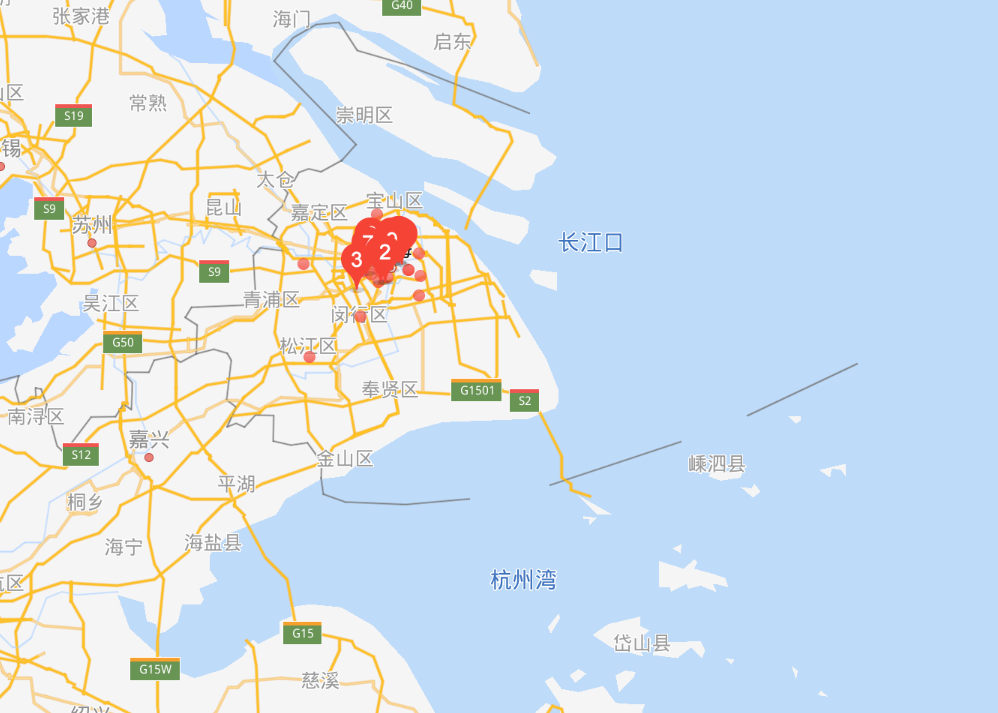 G40
张家港
海门
启东
山区
常熟
S19
崇明区
锡
太仓
宝山区
S9
昆山
嘉定区
苏州
长江口
7
2
3
S9
青浦区
吴江区
闵行区
G50
松江区
奉贤区
G1501
S2
南浔区
嘉兴
S12
金山区
嵊泗县
平湖
桐乡
海宁
海盐县
杭州湾
区
G15
岱山县
G15W
慈溪
绍兴